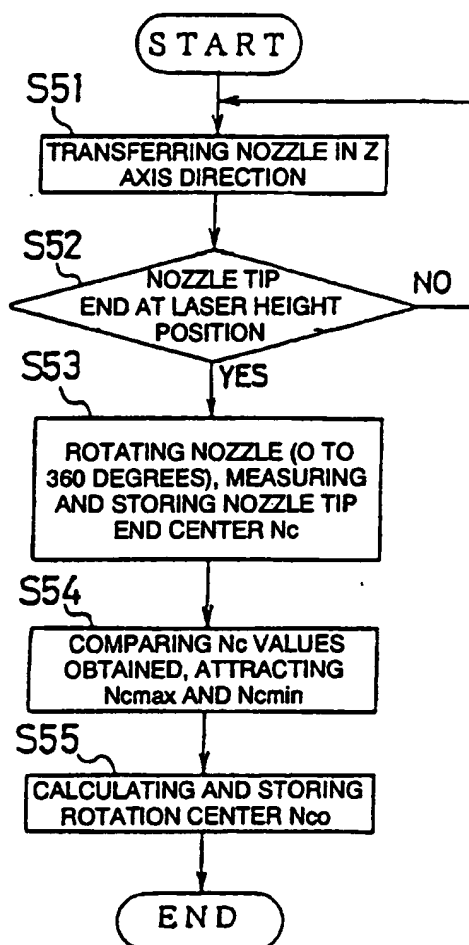 START
S51
TRANSFERRING NOZZLE IN Z
AXIS DIRECTION
S52
NOZZLE TIP
END AT LASER HEIGHT
POSITION
NO
YES
S53
ROTATING NOZZLE (0 TO
360 DEGREES), MEASURING
AND STORING NOZZLE TIP
END CENTER Nc
S54
COMPARING Nc VALUES
OBTAINED, ATTRACTING
Ncmax AND Ncmin
S55
CALCULATING AND STORING
ROTATION CENTER Nco
END